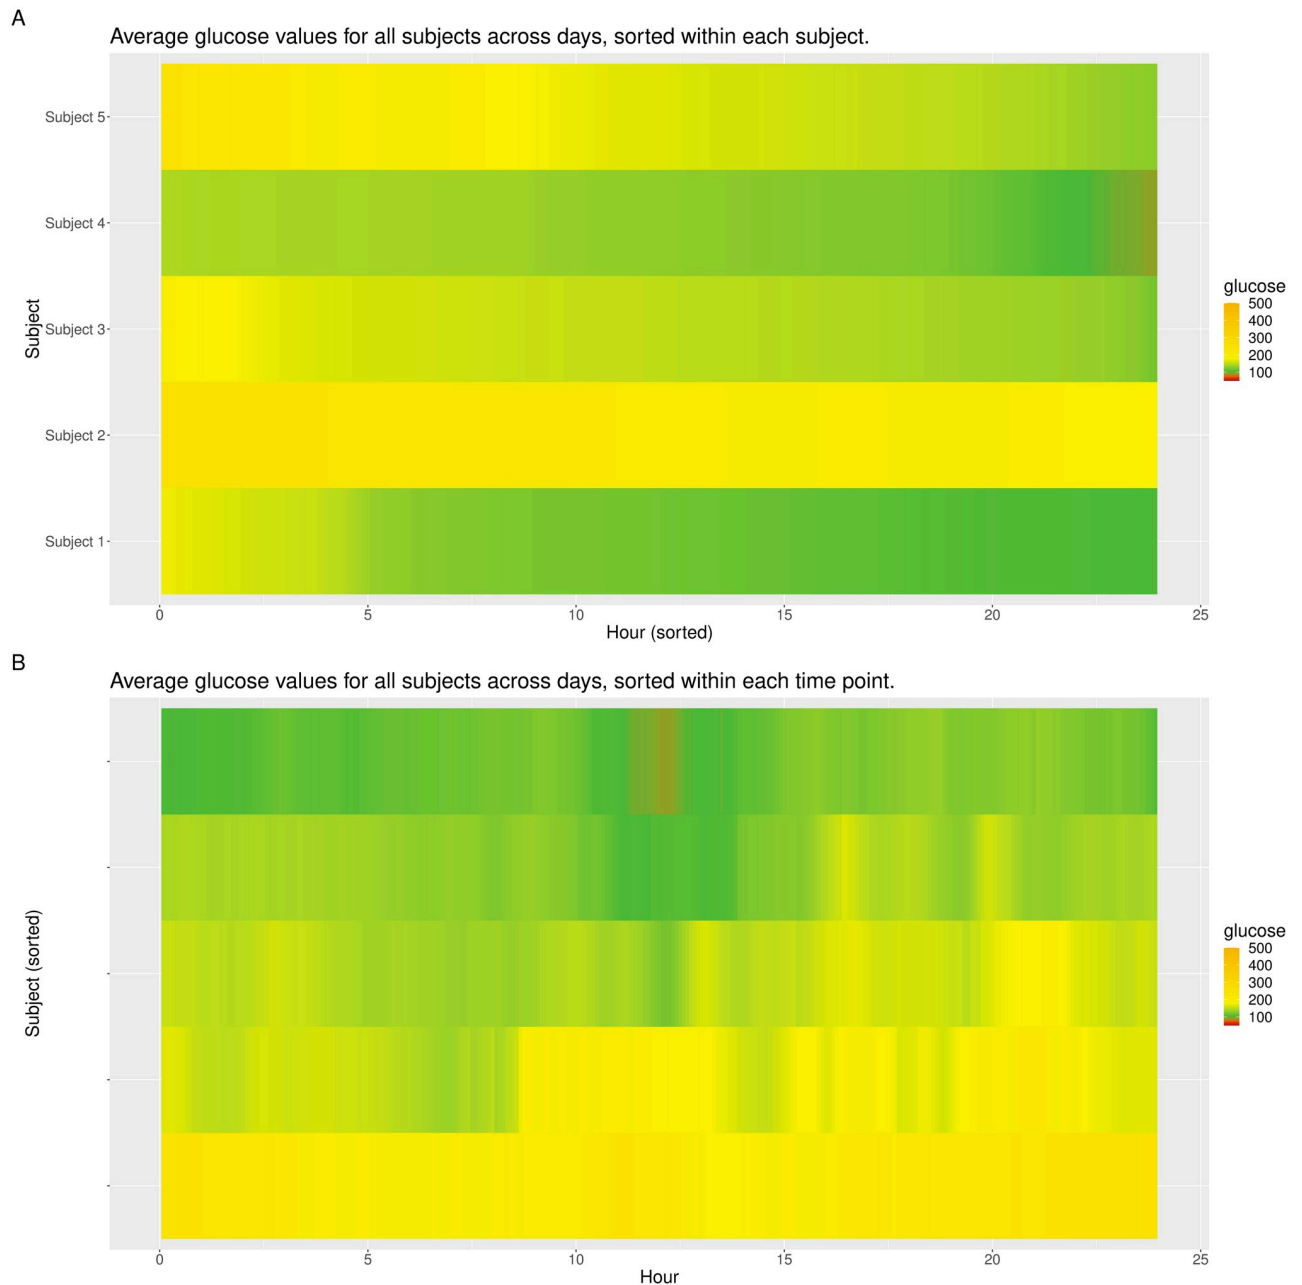 A
Average glucose values for all subjects across days, sorted within each subject.
Subject
Subject 5
Subject 4
Subject 3
Subject 2
Subject 1
0 5 10 15 20 25
Hour (sorted)
glucose
500
400
300
200
100
B
Average glucose values for all subjects across days, sorted within each time point.
Subject (sorted)
0 5 10 15 20 25
Hour
glucose
500
400
300
200
100